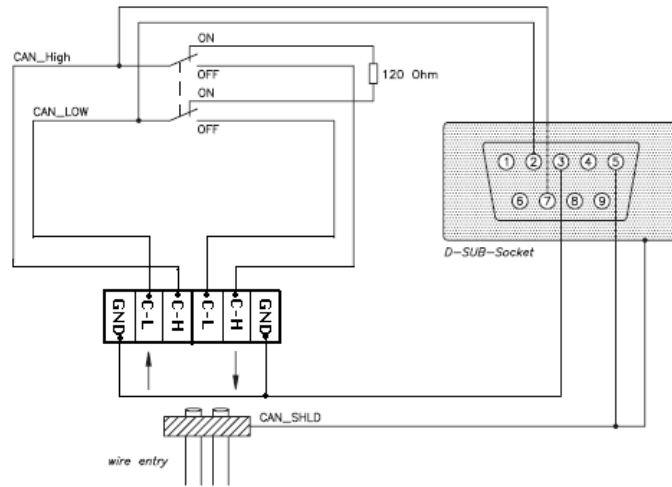 ON
CAN_High
OFF
120 Ohm
ON
CAN_LOW
OFF
1 2 3 4 5
6 7 8 9
D-SUB-Socket
GND C-L C-H C-L C-H GND
CAN_SHLD
wire entry